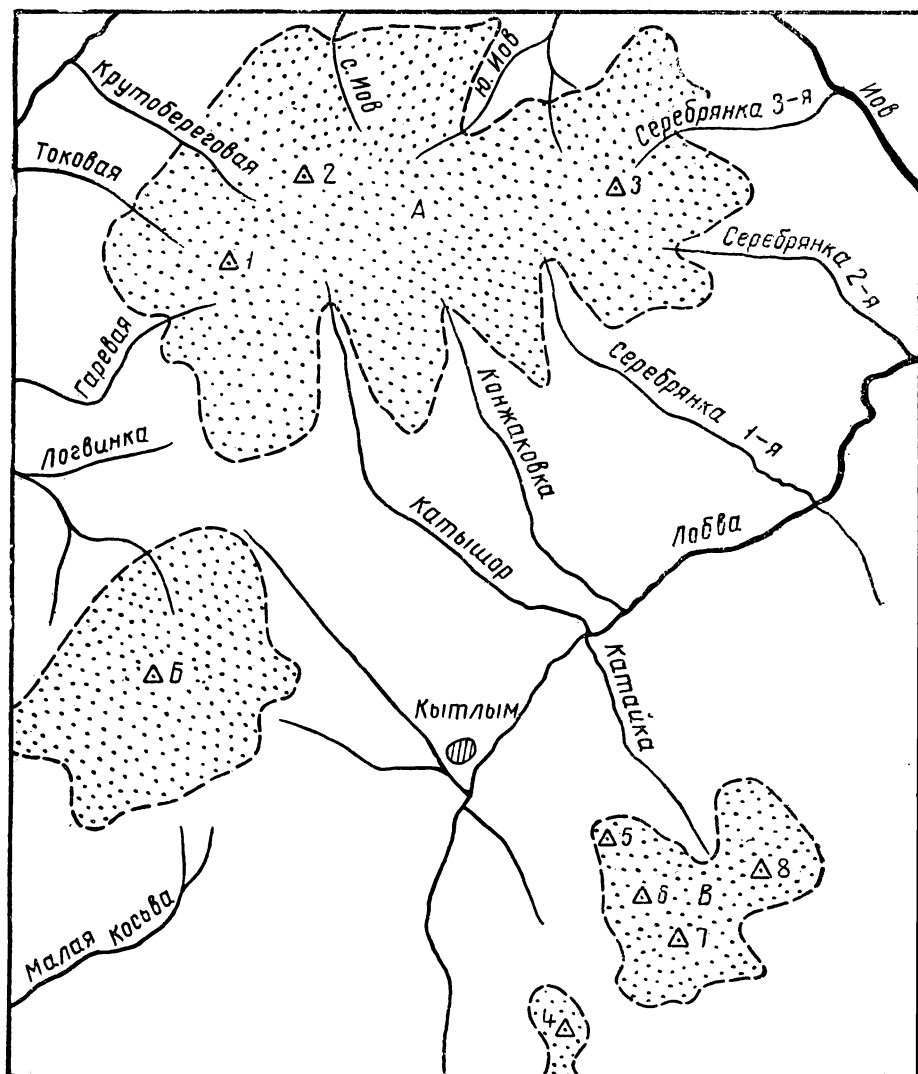 Крутобереговая
С. Иов
Ю. Иов
Иов
Серебрянка 3-я
Токовая
2
3
А
1
Серебрянка 2-я
Гаревая
Серебрянка 1-я
Конжаковка
Логвинка
Катышор
Лобва
Б
Катайка
Кытлым
5
8
6
В
7
Малая Косьва
4